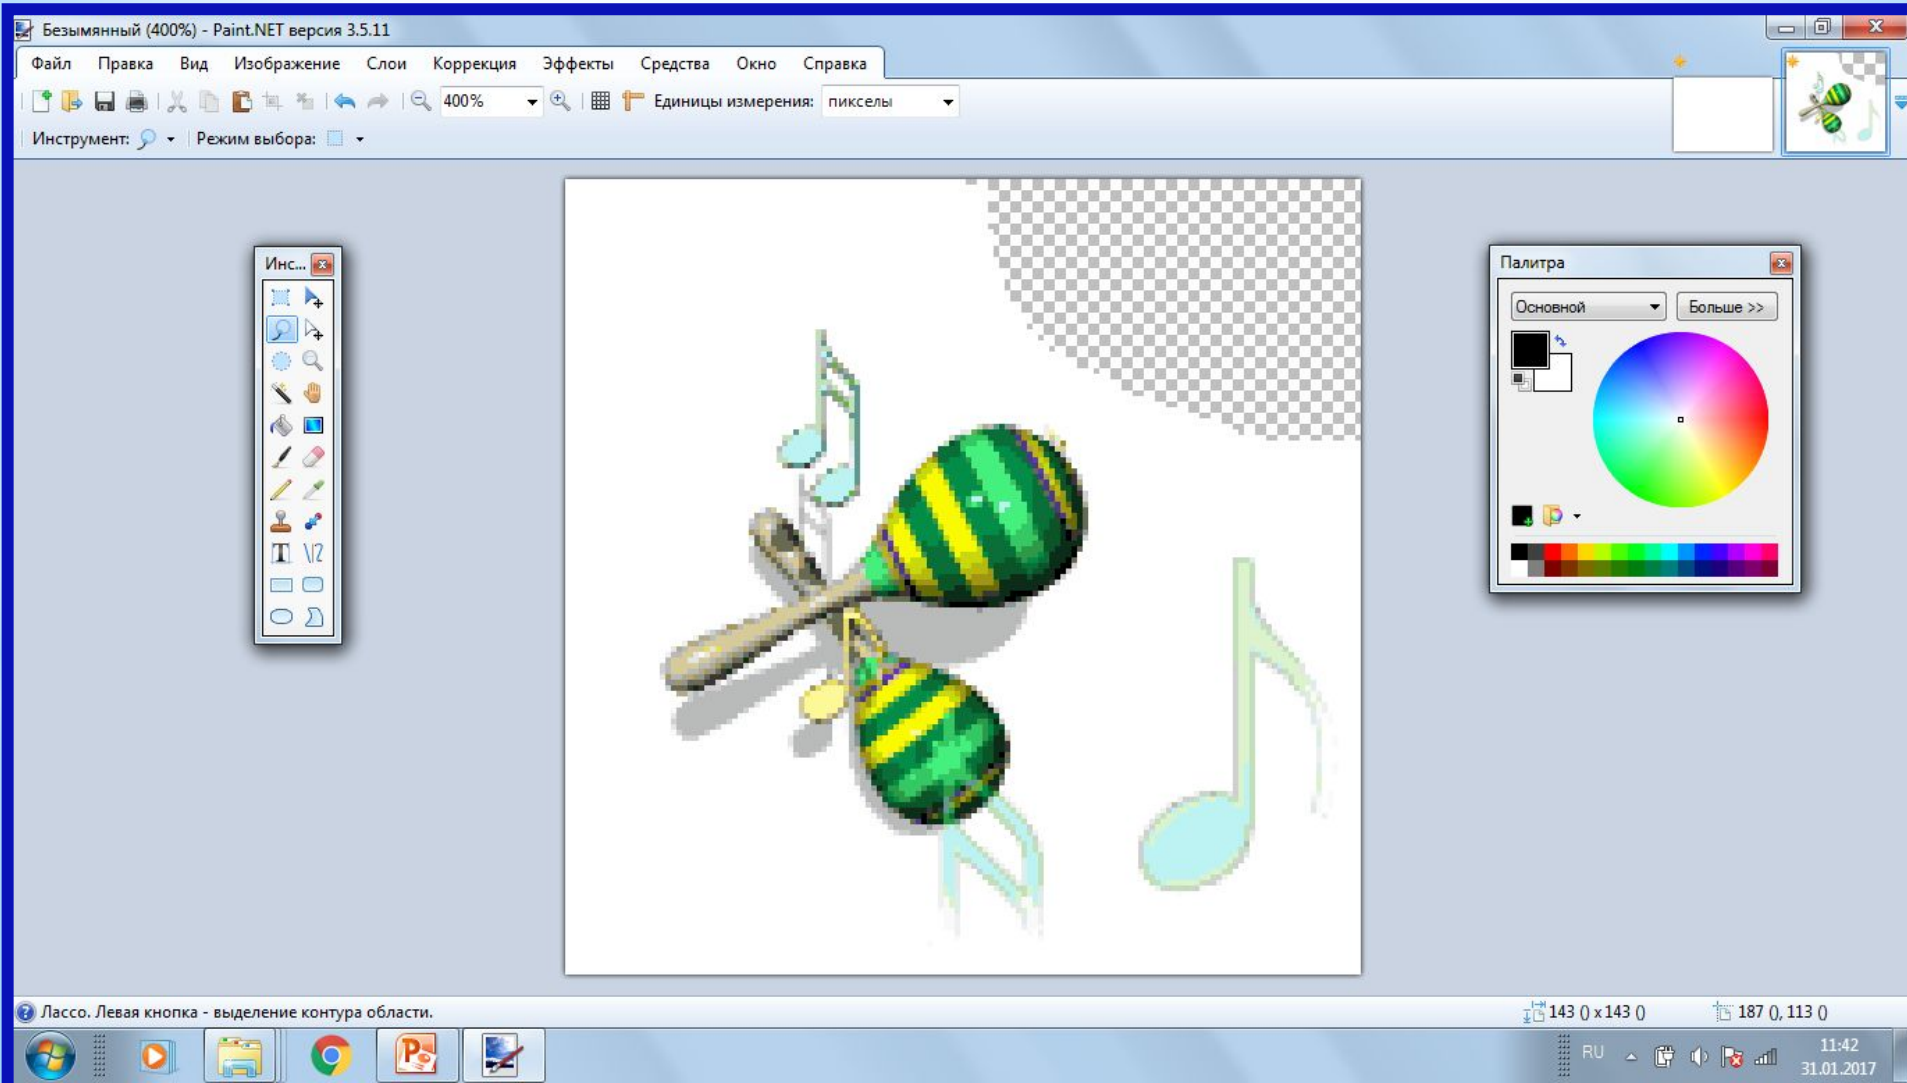 Безымянный (400%) - Paint.NET версия 3.5.11
Файл Правка Вид Изображение Слои Коррекция Эффекты Средства Окно Справка
400% Единицы измерения: пикселы
Инструмент: Режим выбора:
Инс...
Палитра
Основной Больше >>
Лассо. Левая кнопка - выделение контура области.
143 () x 143 () 187 (), 113 ()
RU
11:42
31.01.2017